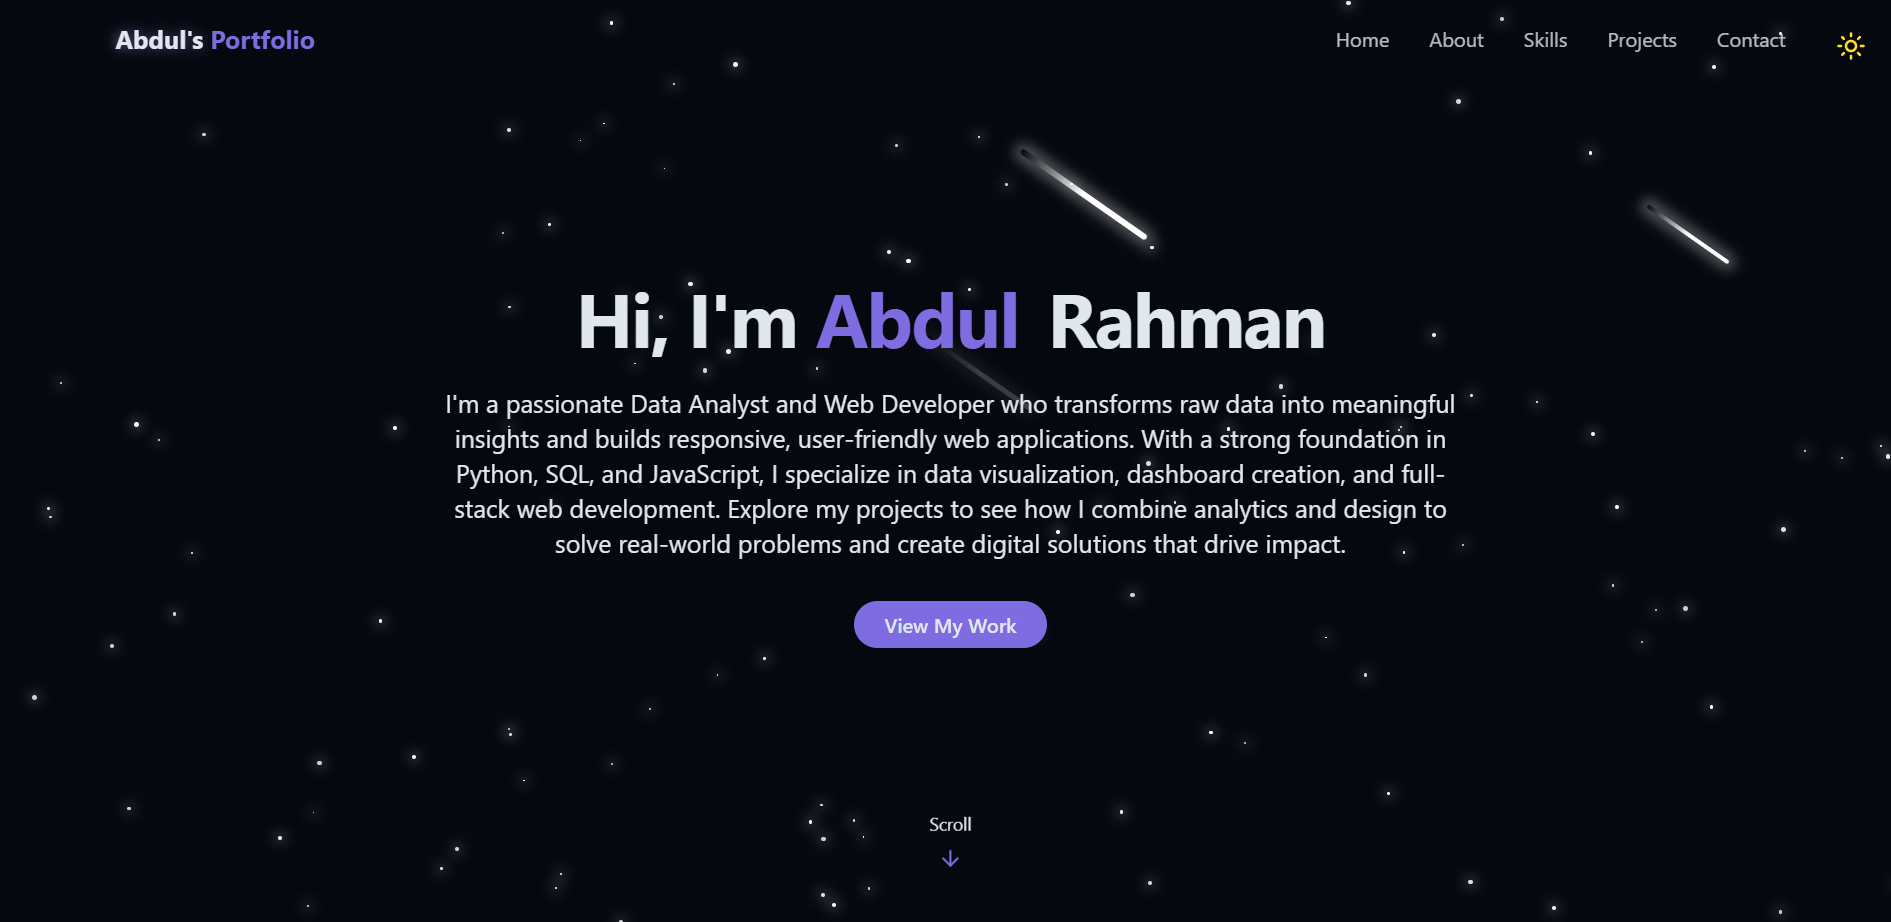 Abdul's Portfolio
Home About Skills Projects Contact
Hi, I'm Abdul Rahman
I'm a passionate Data Analyst and Web Developer who transforms raw data into meaningful
insights and builds responsive, user-friendly web applications. With a strong foundation in
Python, SQL, and JavaScript, I specialize in data visualization, dashboard creation, and full-
stack web development. Explore my projects to see how I combine analytics and design to
solve real-world problems and create digital solutions that drive impact.
View My Work
Scroll